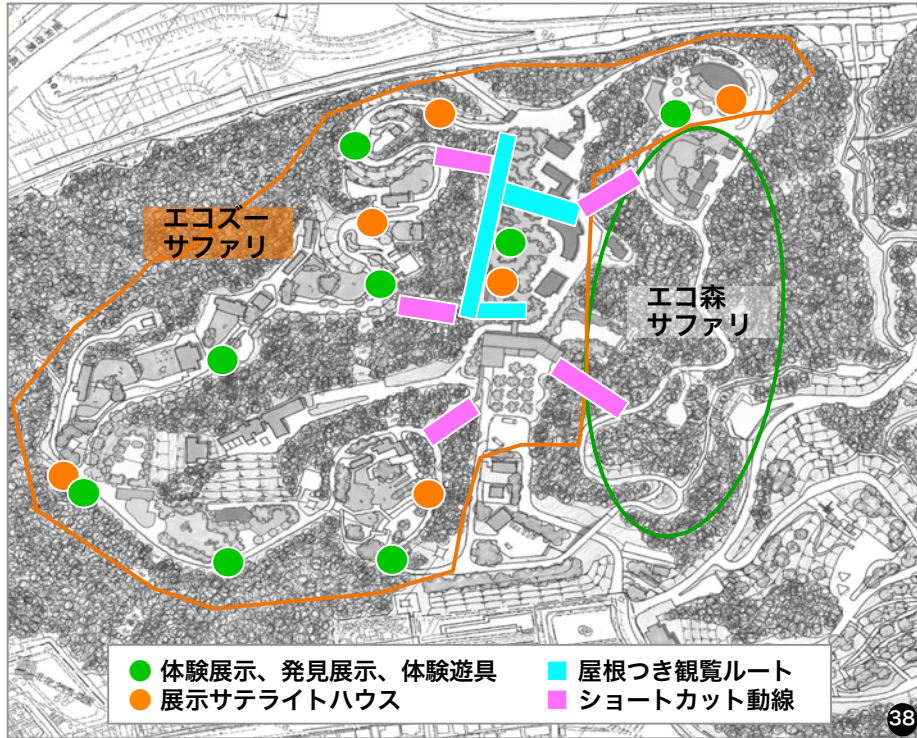 エコズー
サファリ
エコ森
サファリ
体験展示、発見展示、体験遊具
屋根つき観覧ルート
展示サテライトハウス
ショートカット動線
38